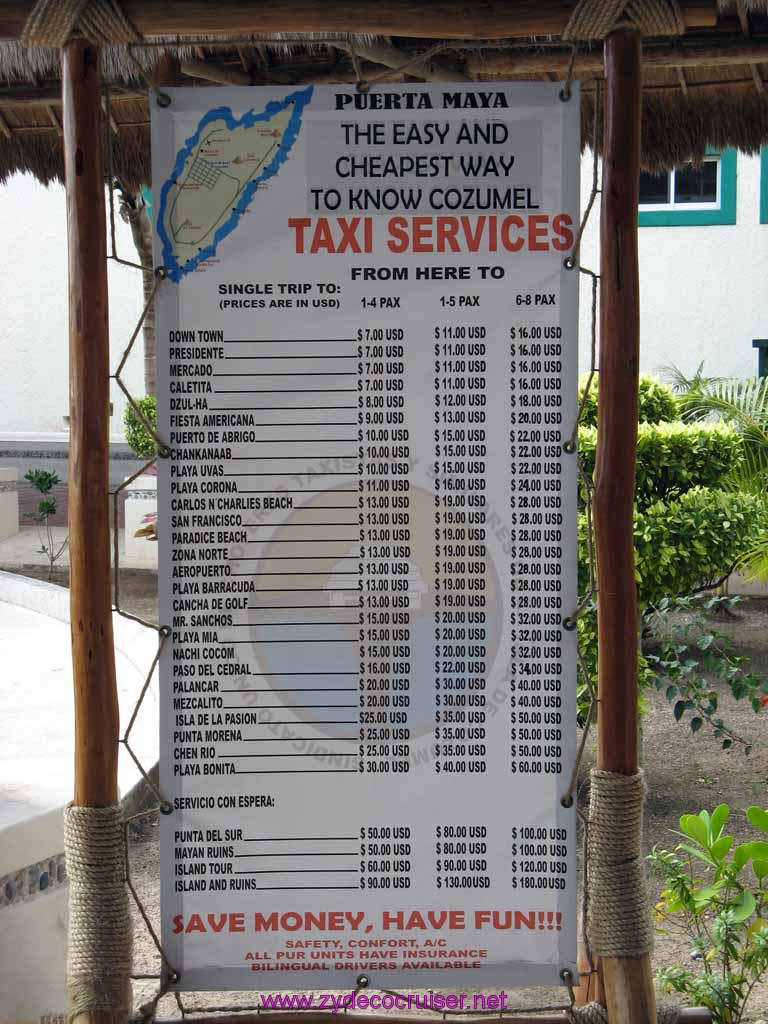 PUERTA MAYA
THE EASY AND
CHEAPEST WAY
TO KNOW COZUMEL
TAXI SERVICES
FROM HERE TO
SINGLE TRIP TO:
(PRICES ARE IN USD) 1-4 PAX 1-5 PAX 6-8 PAX
DOWN TOWN $ 7.00 USD $ 11.00 USD $ 16.00 USD
PRESIDENTE $ 7.00 USD $ 11.00 USD $ 16.00 USD
MERCADO $ 7.00 USD $ 11.00 USD $ 16.00 USD
CALETITA $ 7.00 USD $ 11.00 USD $ 16.00 USD
DZUL-HA $ 8.00 USD $ 12.00 USD $ 18.00 USD
FIESTA AMERICANA $ 9.00 USD $ 13.00 USD $ 20.00 USD
PUERTO DE ABRIGO $ 10.00 USD $ 15.00 USD $ 22.00 USD
CHANKANAAB $ 10.00 USD $ 15.00 USD $ 22.00 USD
PLAYA UVAS $ 10.00 USD $ 15.00 USD $ 22.00 USD
PLAYA CORONA $ 11.00 USD $ 16.00 USD $ 24.00 USD
CARLOS N´CHARLIES BEACH $ 13.00 USD $ 19.00 USD $ 28.00 USD
SAN FRANCISCO $ 13.00 USD $ 19.00 USD $ 28.00 USD
PARADICE BEACH $ 13.00 USD $ 19.00 USD $ 28.00 USD
ZONA NORTE $ 13.00 USD $ 19.00 USD $ 28.00 USD
AEROPUERTO $ 13.00 USD $ 19.00 USD $ 28.00 USD
PLAYA BARRACUDA $ 13.00 USD $ 19.00 USD $ 28.00 USD
CANCHA DE GOLF $ 13.00 USD $ 19.00 USD $ 28.00 USD
MR. SANCHOS $ 15.00 USD $ 20.00 USD $ 32.00 USD
PLAYA MIA $ 15.00 USD $ 20.00 USD $ 32.00 USD
NACHI COCOM $ 15.00 USD $ 20.00 USD $ 32.00 USD
PASO DEL CEDRAL $ 16.00 USD $ 22.00 USD $ 34.00 USD
PALANCAR $ 20.00 USD $ 30.00 USD $ 40.00 USD
MEZCALITO $ 20.00 USD $ 30.00 USD $ 40.00 USD
ISLA DE LA PASION $25.00 USD $ 35.00 USD $ 50.00 USD
PUNTA MORENA $ 25.00 USD $ 35.00 USD $ 50.00 USD
CHEN RIO $ 25.00 USD $ 35.00 USD $ 50.00 USD
PLAYA BONITA $ 30.00 USD $ 40.00 USD $ 60.00 USD
SERVICIO CON ESPERA:
PUNTA DEL SUR $ 50.00 USD $ 80.00 USD $ 100.00 USD
MAYAN RUINS $ 50.00 USD $ 80.00 USD $ 100.00 USD
ISLAND TOUR $ 60.00 USD $ 90.00 USD $ 120.00 USD
ISLAND AND RUINS $ 90.00 USD $ 130.00 USD $ 180.00 USD
SAVE MONEY, HAVE FUN!!!
SAFETY, CONFORT, A/C
ALL PUR UNITS HAVE INSURANCE
BILINGUAL DRIVERS AVAILABLE
www.zydecocruiser.net